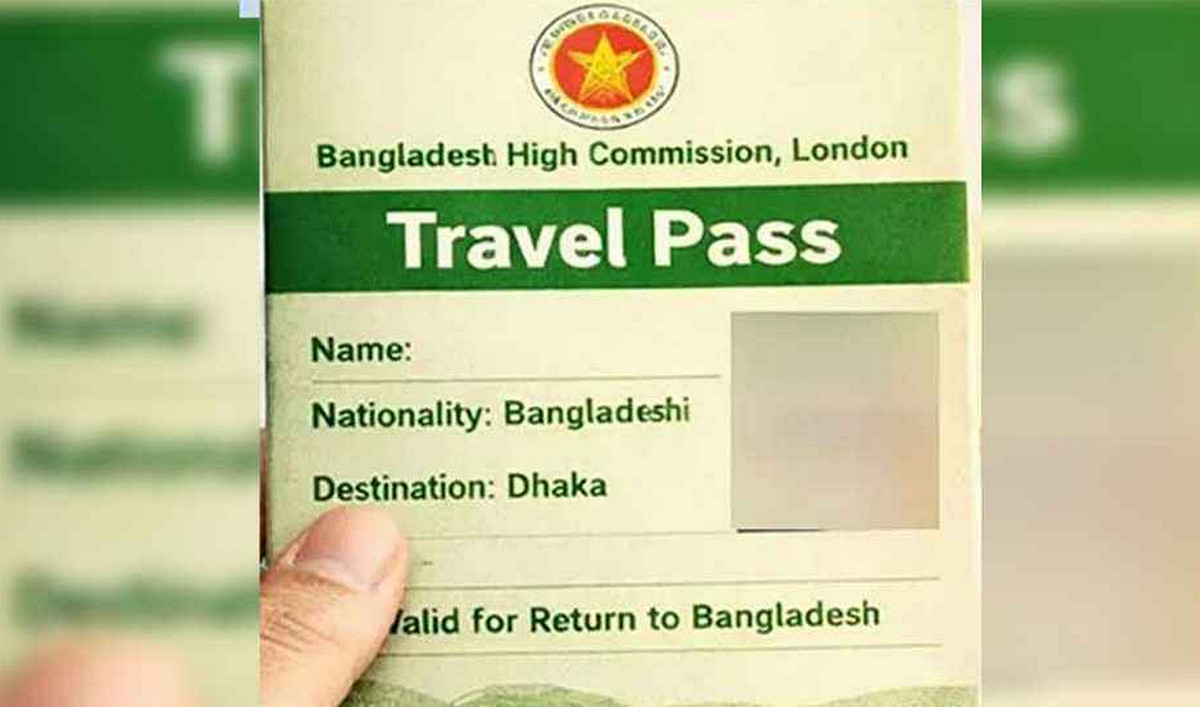 Bangladesh High Commission, London
Travel Pass
Name:
Nationality: Bangladeshi
Destination: Dhaka
Valid for Return to Bangladesh